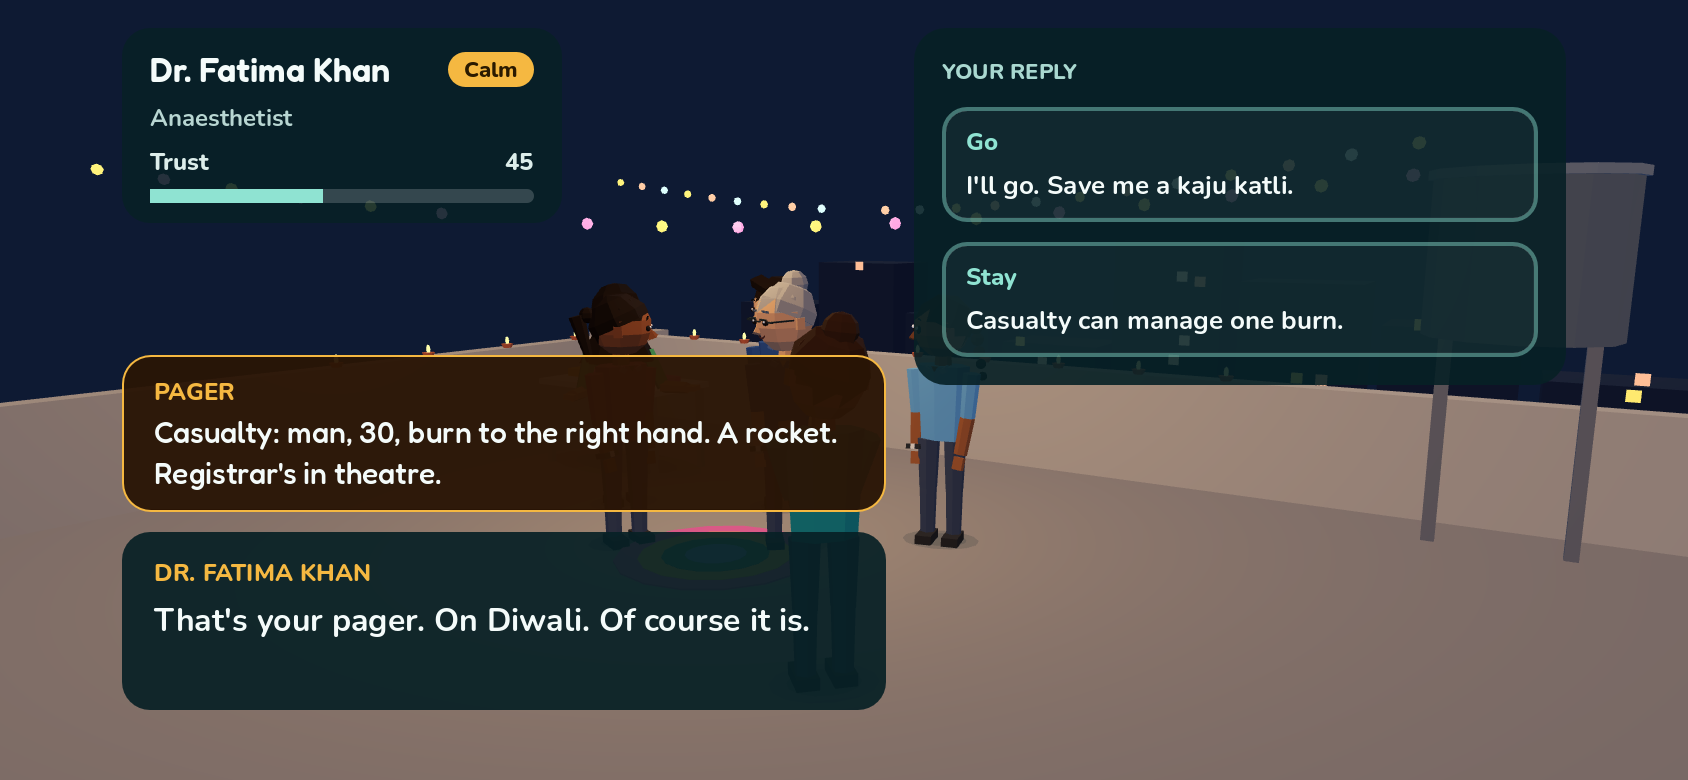 Dr. Fatima Khan
Calm
Anaesthetist
Trust
45
PAGER
Casualty: man, 30, burn to the right hand. A rocket.
Registrar's in theatre.
DR. FATIMA KHAN
That's your pager. On Diwali. Of course it is.
YOUR REPLY
Go
I'll go. Save me a kaju katli.
Stay
Casualty can manage one burn.